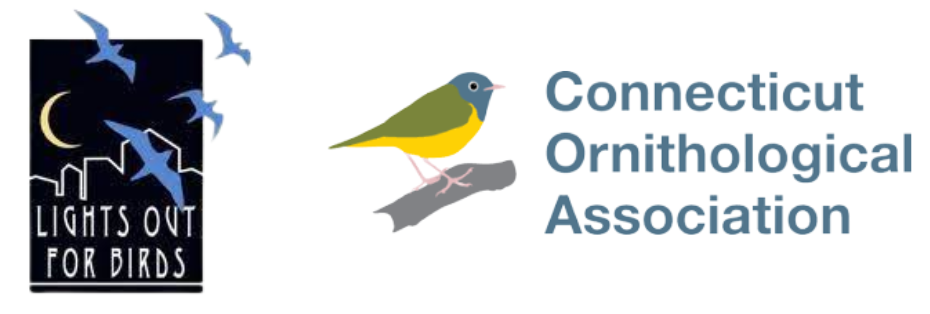 LIGHTS OUT
FOR BIRDS
Connecticut
Ornithological
Association